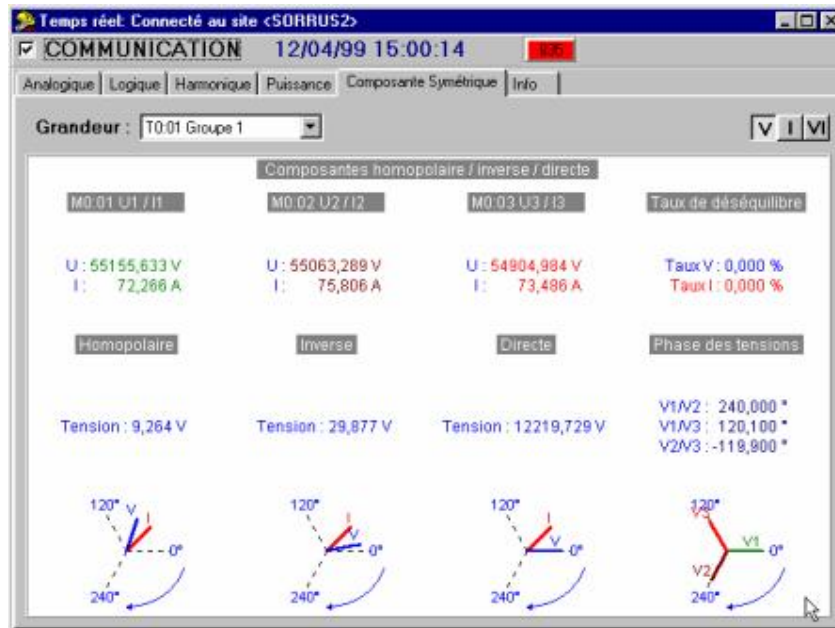 Temps réel: Connecté au site <SORRUS2>
COMMUNICATION 12/04/99 15:00:14
Analogique Logique Harmonique Puissance Composante Symétrique Info
Grandeur : T0:01 Groupe 1 V I VI
Composantes homopolaire / inverse / directe
M0:01 U1 / I1 M0:02 U2 / I2 M0:03 U3 / I3 Taux de déséquilibre
U : 55155,633 V U : 55063,289 V U : 54904,984 V Taux V : 0,000 %
I : 72,266 A I : 75,806 A I : 73,486 A Taux I : 0,000 %
Homopolaire Inverse Directe Phase des tensions
V1/V2 : 240,000 °
Tension : 9,264 V Tension : 29,877 V Tension : 12219,729 V V1/V3 : 120,100 °
V2/V3 : -119,900 °
120° V I 120° I 120° I 120° V3
0° V 0° V 0° V1 0°
V2
240° 240° 240° 240°